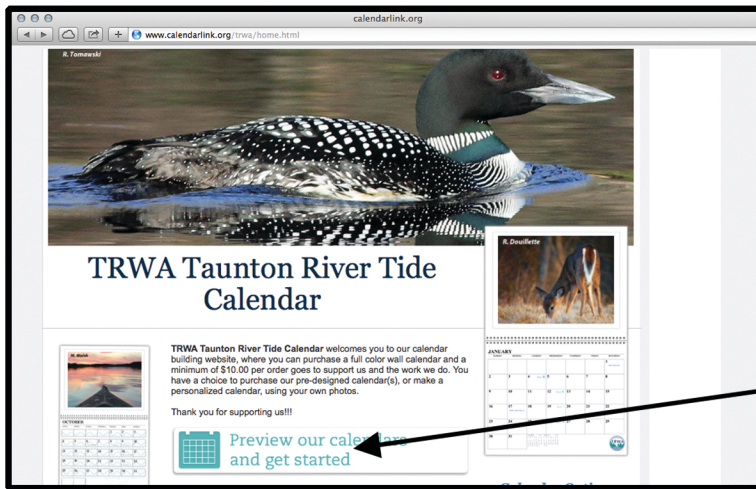 calendarlink.org
www.calendarlink.org/trwa/home.html
R. Tomawski
TRWA Taunton River Tide
Calendar
R. Douillette
TRWA Taunton River Tide Calendar welcomes you to our calendar
building website, where you can purchase a full color wall calendar and a
minimum of $10.00 per order goes to support us and the work we do. You
have a choice to purchase our pre-designed calendar(s), or make a
personalized calendar, using your own photos.
Thank you for supporting us!!!
Preview our calendars
and get started
JANUARY
OCTOBER